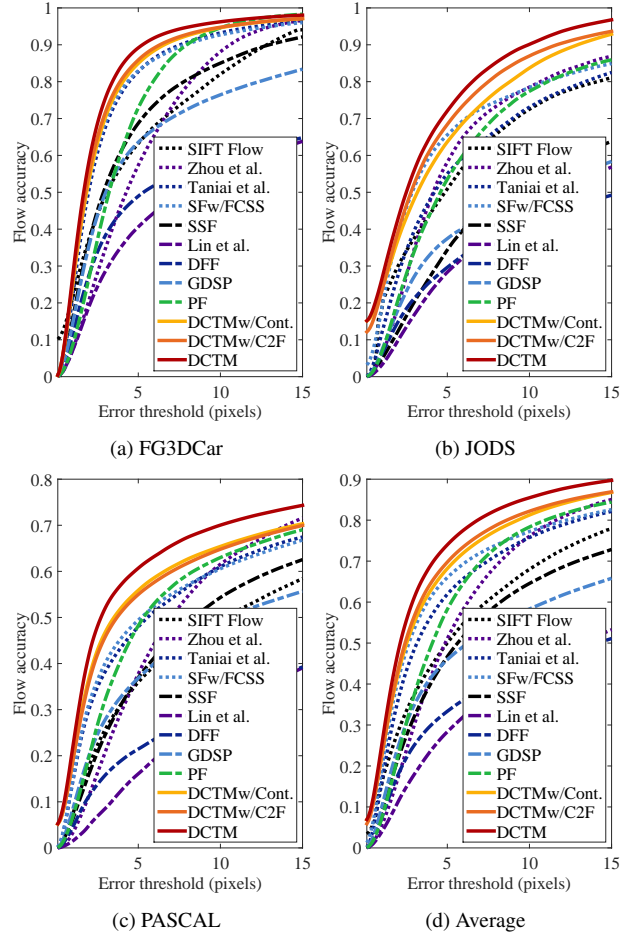 1
0.9
0.8
0.7
0.6
0.5
0.4
0.3
0.2
0.1
0
Flow accuracy
SIFT Flow
Zhou et al.
Taniai et al.
SFw/FCSS
SSF
Lin et al.
DFF
GDSP
PF
DCTMw/Cont.
DCTMw/C2F
DCTM
5 10 15
Error threshold (pixels)
(a) FG3DCar
1
0.9
0.8
0.7
0.6
0.5
0.4
0.3
0.2
0.1
0
Flow accuracy
SIFT Flow
Zhou et al.
Taniai et al.
SFw/FCSS
SSF
Lin et al.
DFF
GDSP
PF
DCTMw/Cont.
DCTMw/C2F
DCTM
5 10 15
Error threshold (pixels)
(b) JODS
0.8
0.7
0.6
0.5
0.4
0.3
0.2
0.1
0
Flow accuracy
SIFT Flow
Zhou et al.
Taniai et al.
SFw/FCSS
SSF
Lin et al.
DFF
GDSP
PF
DCTMw/Cont.
DCTMw/C2F
DCTM
5 10 15
Error threshold (pixels)
(c) PASCAL
0.9
0.8
0.7
0.6
0.5
0.4
0.3
0.2
0.1
0
Flow accuracy
SIFT Flow
Zhou et al.
Taniai et al.
SFw/FCSS
SSF
Lin et al.
DFF
GDSP
PF
DCTMw/Cont.
DCTMw/C2F
DCTM
5 10 15
Error threshold (pixels)
(d) Average